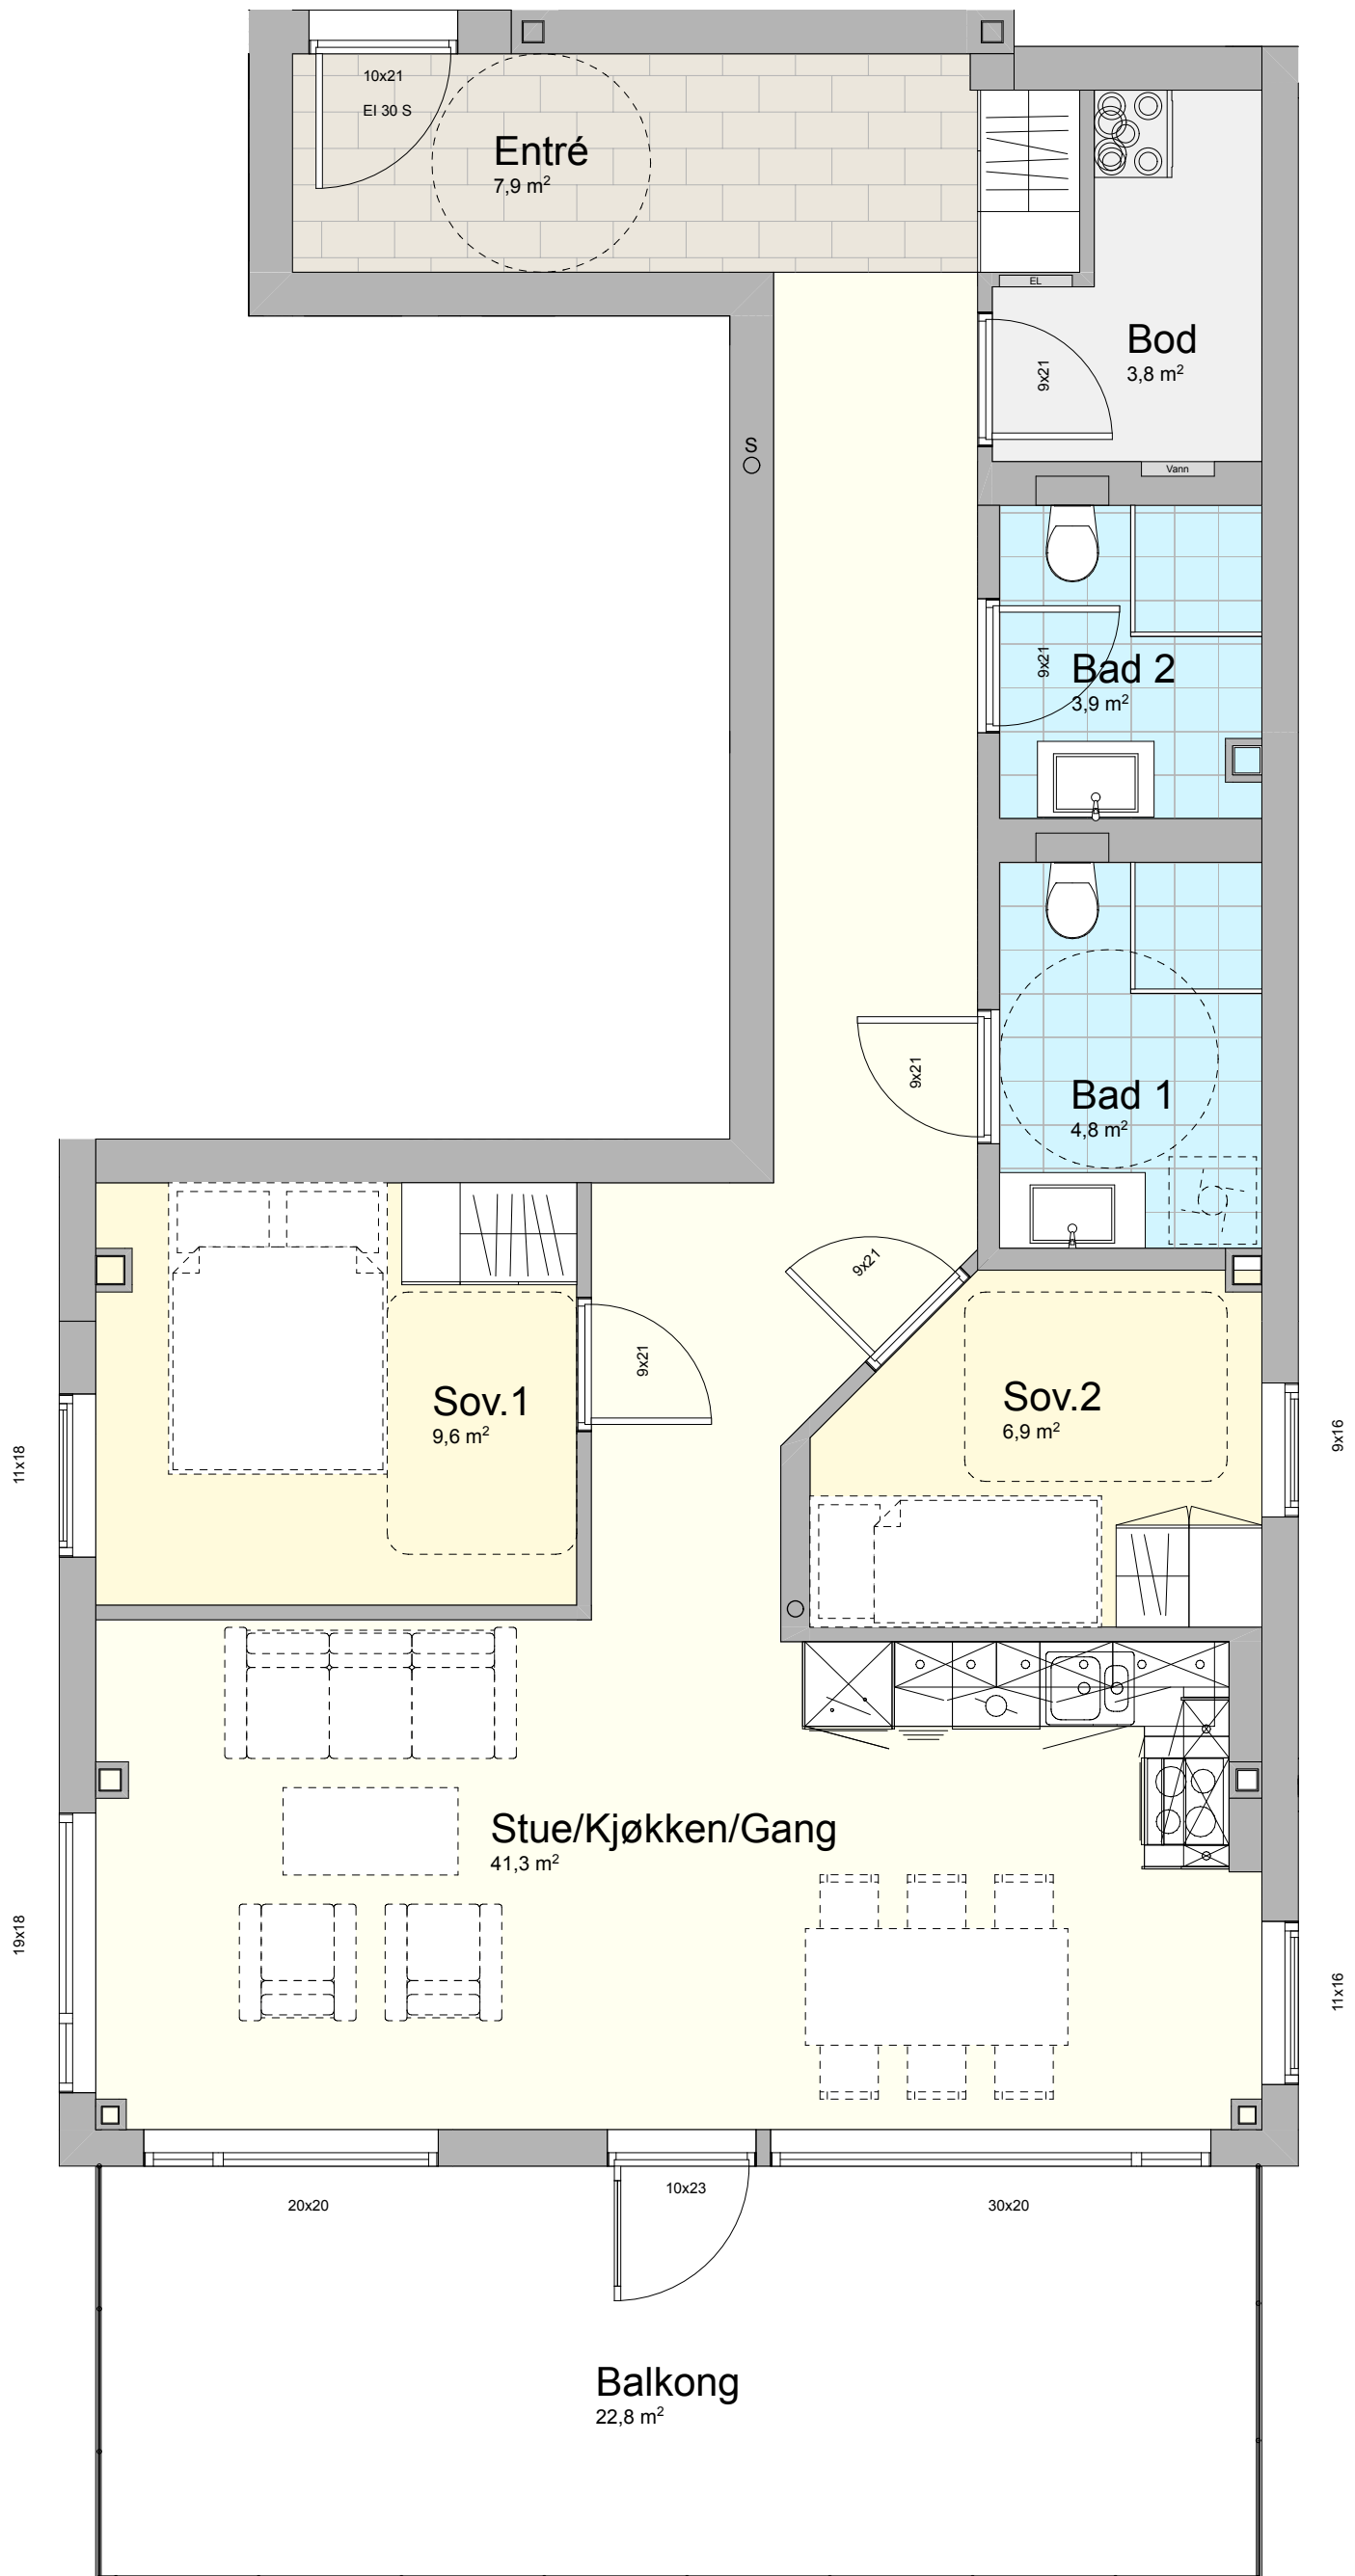 10x21
EI 30 S
Entré
7,9 m²
EL
Bod
3,8 m²
9x21
S
Vann
9x21
Bad 2
3,9 m²
9x21
Bad 1
4,8 m²
9x21
9x21
Sov.1
9,6 m²
Sov.2
6,9 m²
11x18
9x16
Stue/Kjøkken/Gang
41,3 m²
19x18
11x16
20x20
10x23
30x20
Balkong
22,8 m²